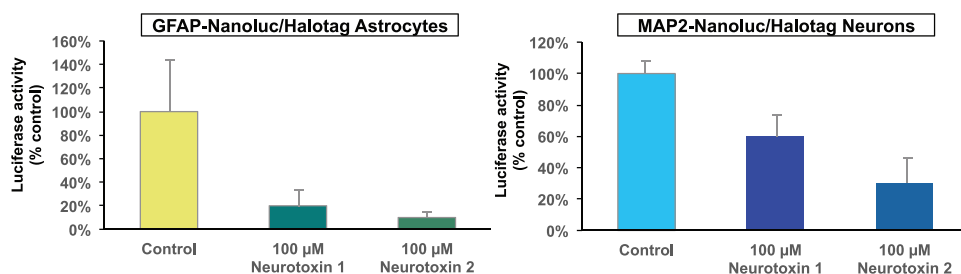 GFAP-Nanoluc/Halotag Astrocytes
Luciferase activity
(% control)
160%
140%
120%
100%
80%
60%
40%
20%
0%
Control
100 µM
Neurotoxin 1
100 µM
Neurotoxin 2
MAP2-Nanoluc/Halotag Neurons
Luciferase activity
(% control)
120%
100%
80%
60%
40%
20%
0%
Control
100 µM
Neurotoxin 1
100 µM
Neurotoxin 2